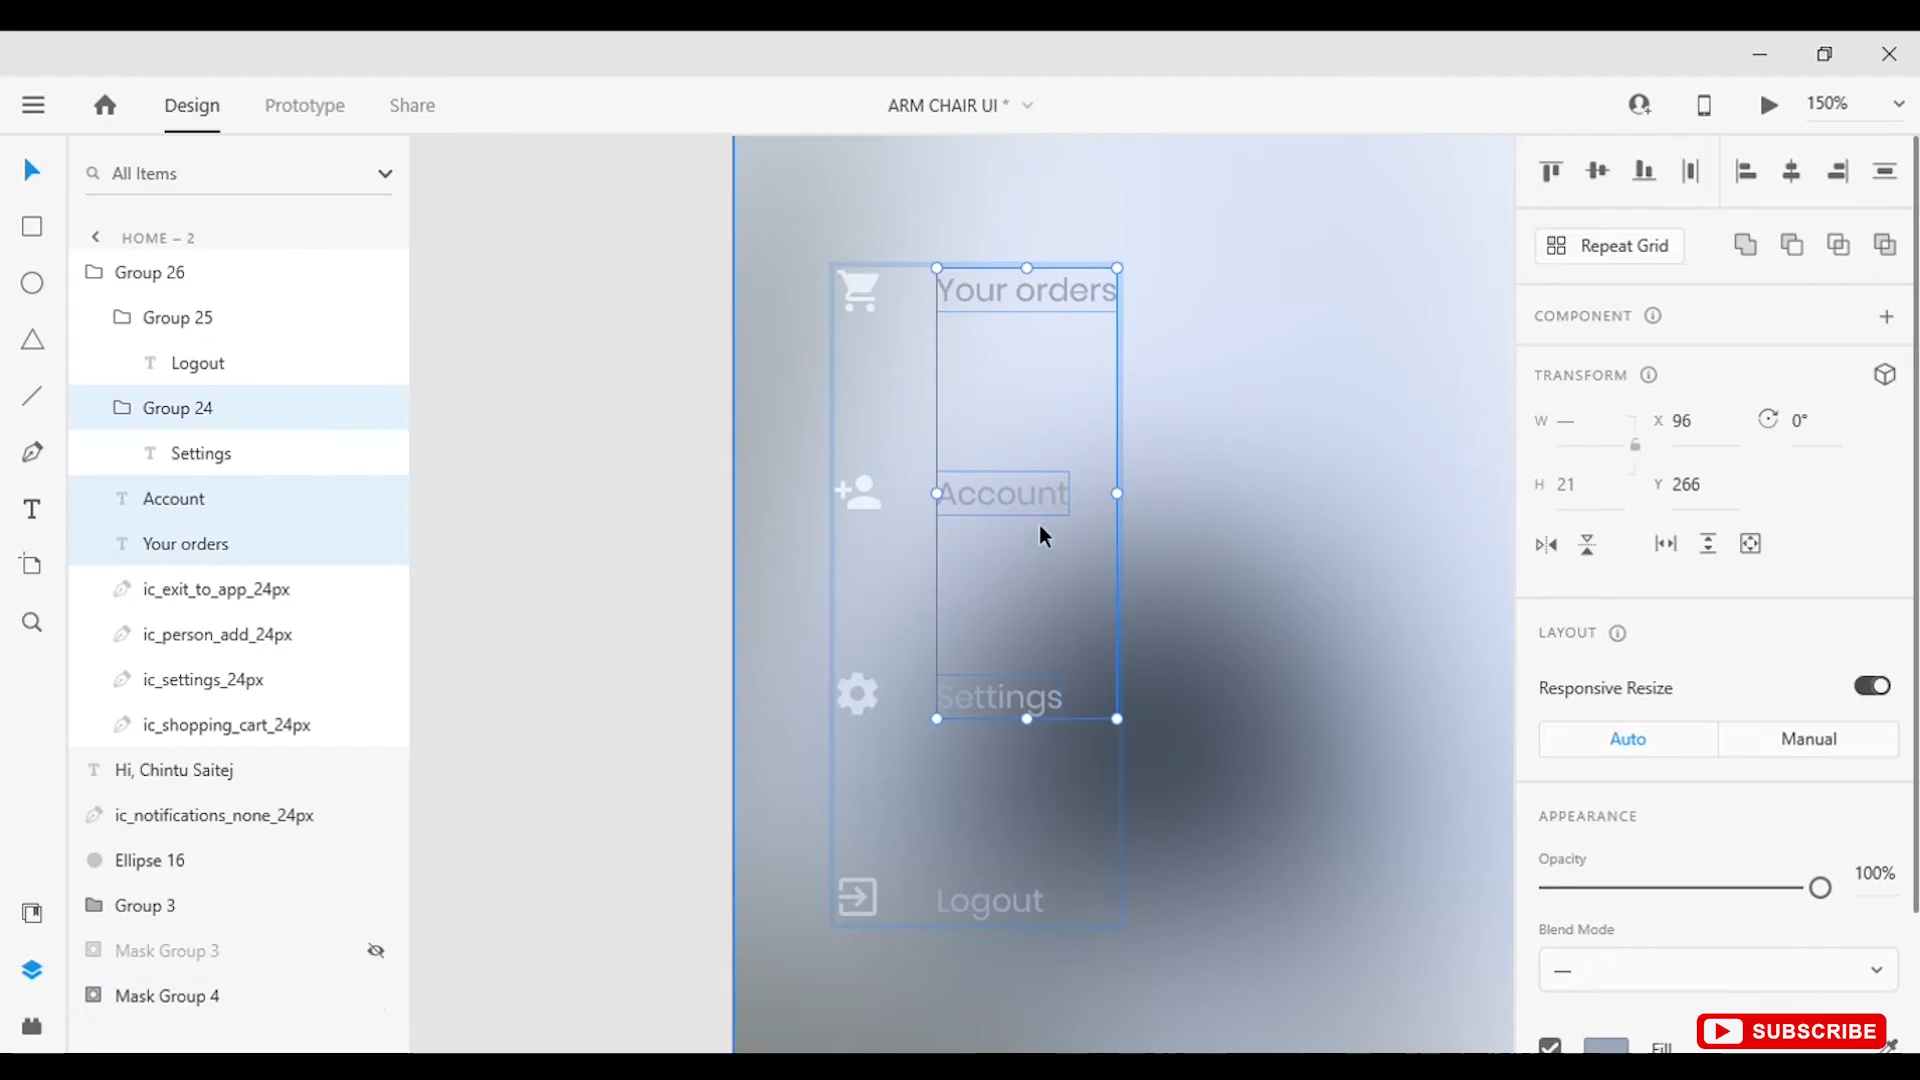 Design Prototype Share ARM CHAIR UI * 150%
All Items
HOME – 2
Group 26
Group 25
Logout
Group 24
Settings
Account
Your orders
ic_exit_to_app_24px
ic_person_add_24px
ic_settings_24px
ic_shopping_cart_24px
Hi, Chintu Saitej
ic_notifications_none_24px
Ellipse 16
Group 3
Mask Group 3
Mask Group 4
Your orders
Account
Settings
Logout
Repeat Grid
COMPONENT
TRANSFORM
W — X 96 0°
H 21 Y 266
LAYOUT
Responsive Resize
Auto Manual
APPEARANCE
Opacity
100%
Blend Mode
—
SUBSCRIBE
Fill